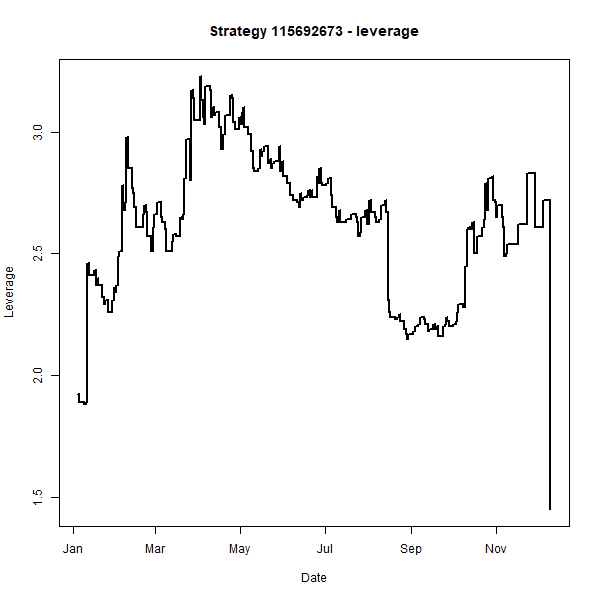 Strategy 115692673 - leverage
Leverage
3.0
2.5
2.0
1.5
Jan Mar May Jul Sep Nov
Date